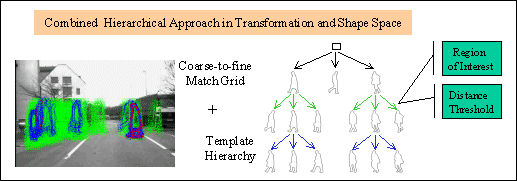 Combined Hierarchical Approach in Transformation and Shape Space
Coarse-to-fine
Match Grid
+
Template
Hierarchy
Region
of Interest
Distance
Threshold